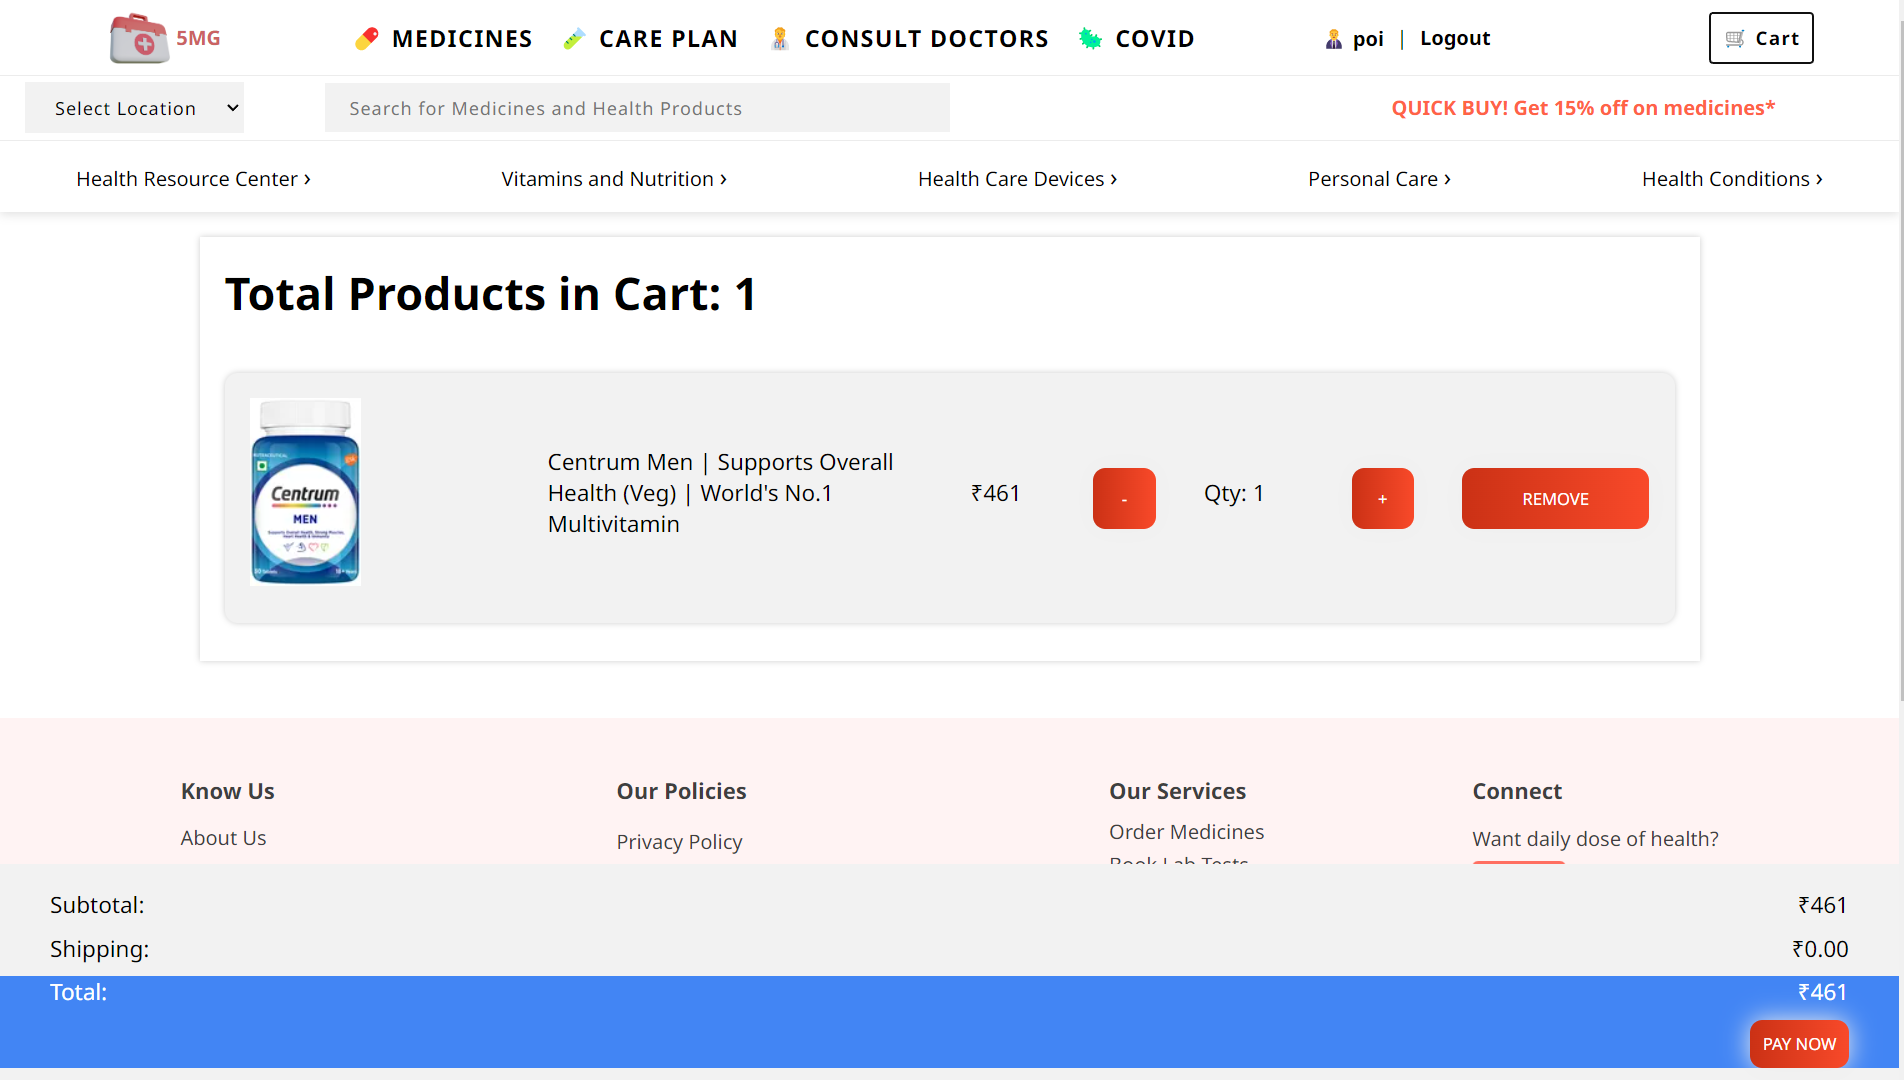 5MG
MEDICINES
CARE PLAN
CONSULT DOCTORS
COVID
poi | Logout
Cart
Select Location
Search for Medicines and Health Products
QUICK BUY! Get 15% off on medicines*
Health Resource Center ›
Vitamins and Nutrition ›
Health Care Devices ›
Personal Care ›
Health Conditions ›
Total Products in Cart: 1
Centrum
MEN
Centrum Men | Supports Overall
Health (Veg) | World's No.1
Multivitamin
₹461
-
Qty: 1
+
REMOVE
Know Us
About Us
Our Policies
Privacy Policy
Our Services
Order Medicines
Book Lab Tests
Connect
Want daily dose of health?
Subtotal: ₹461
Shipping: ₹0.00
Total: ₹461
PAY NOW